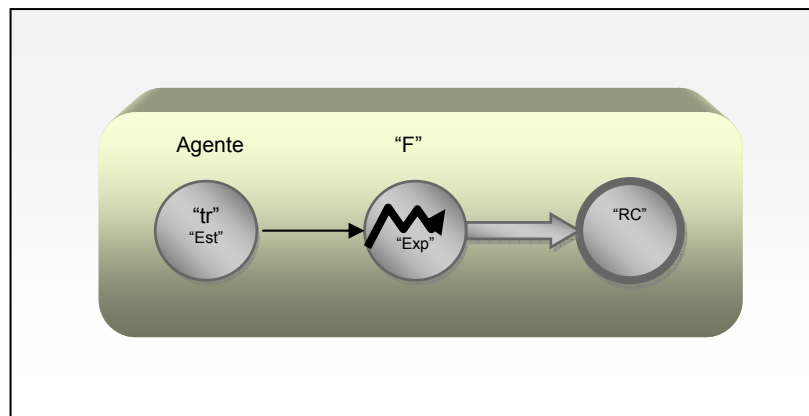 Agente
“F”
“tr”
“Est”
“Exp”
“RC”